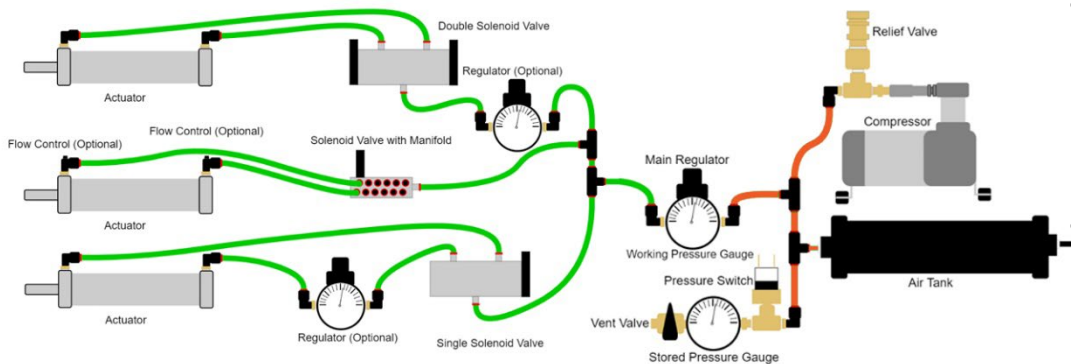 Double Solenoid Valve
Relief Valve
Regulator (Optional)
Actuator
Compressor
Flow Control (Optional)
Flow Control (Optional)
Solenoid Valve with Manifold
Main Regulator
Actuator
Working Pressure Gauge
Pressure Switch
Air Tank
Actuator
Regulator (Optional)
Single Solenoid Valve
Vent Valve
Stored Pressure Gauge